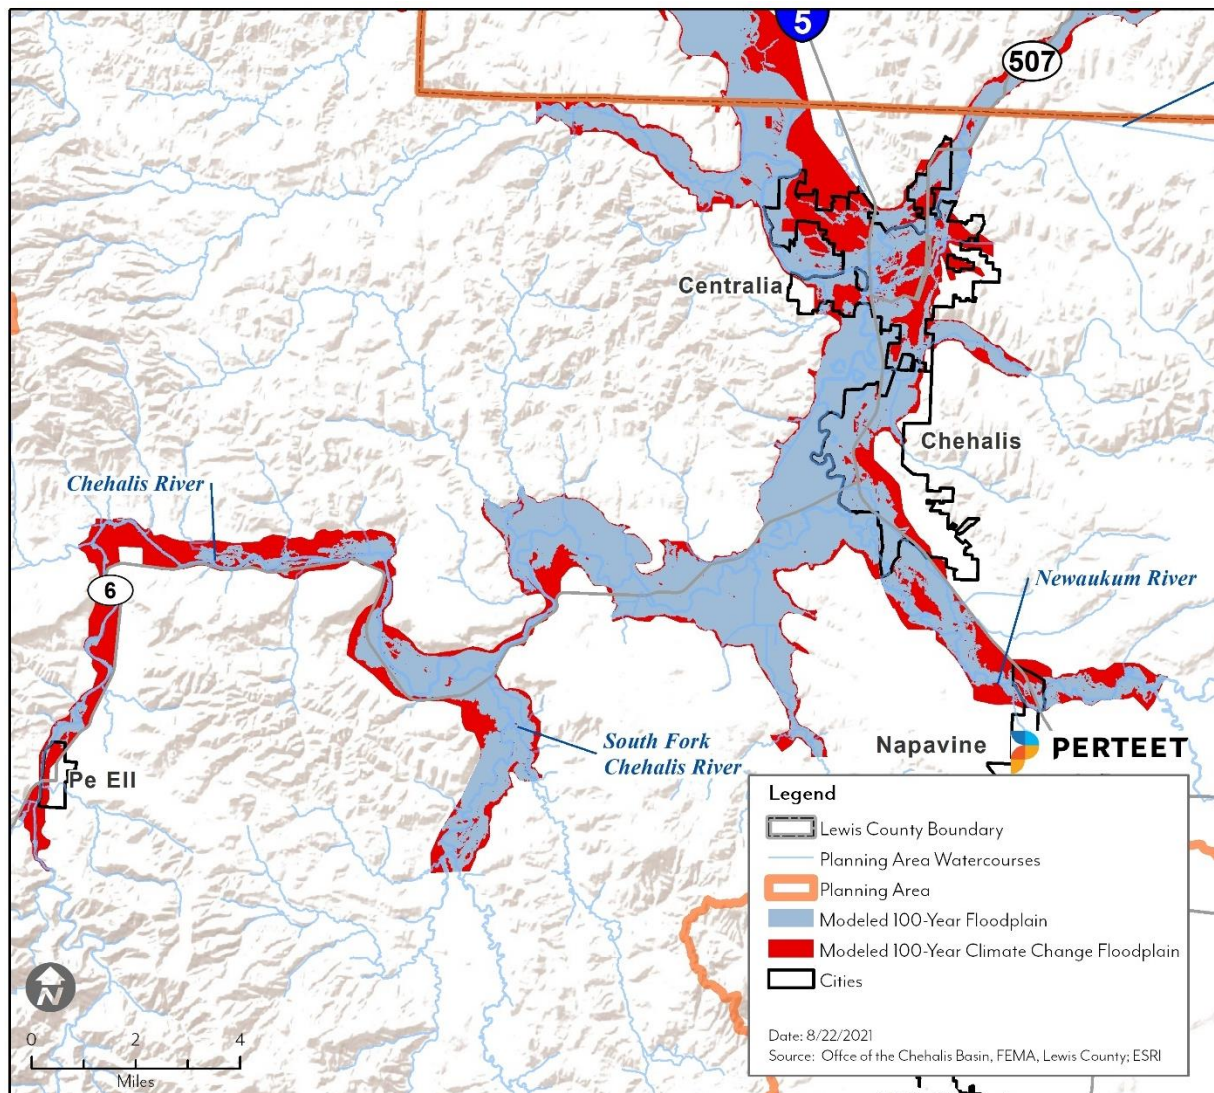 5
507
Centralia
Chehalis
Chehalis River
6
Newaukum River
South Fork
Chehalis River
Napavine
PERTEET
Pe Ell
Legend
Lewis County Boundary
Planning Area Watercourses
Planning Area
Modeled 100-Year Floodplain
Modeled 100-Year Climate Change Floodplain
Cities
Date: 8/22/2021
Source: Offce of the Chehalis Basin, FEMA, Lewis County; ESRI
N
0 2 4
Miles